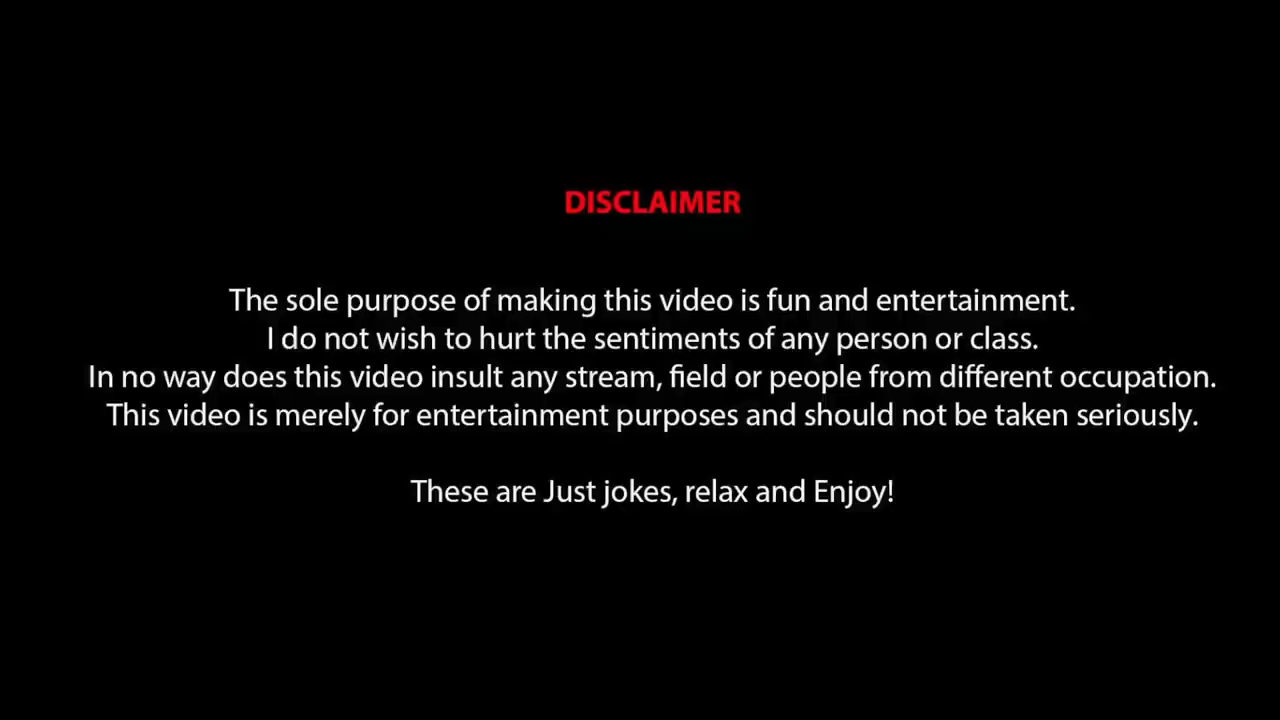 DISCLAIMER
The sole purpose of making this video is fun and entertainment.
I do not wish to hurt the sentiments of any person or class.
In no way does this video insult any stream, field or people from different occupation.
This video is merely for entertainment purposes and should not be taken seriously.
These are Just jokes, relax and Enjoy!